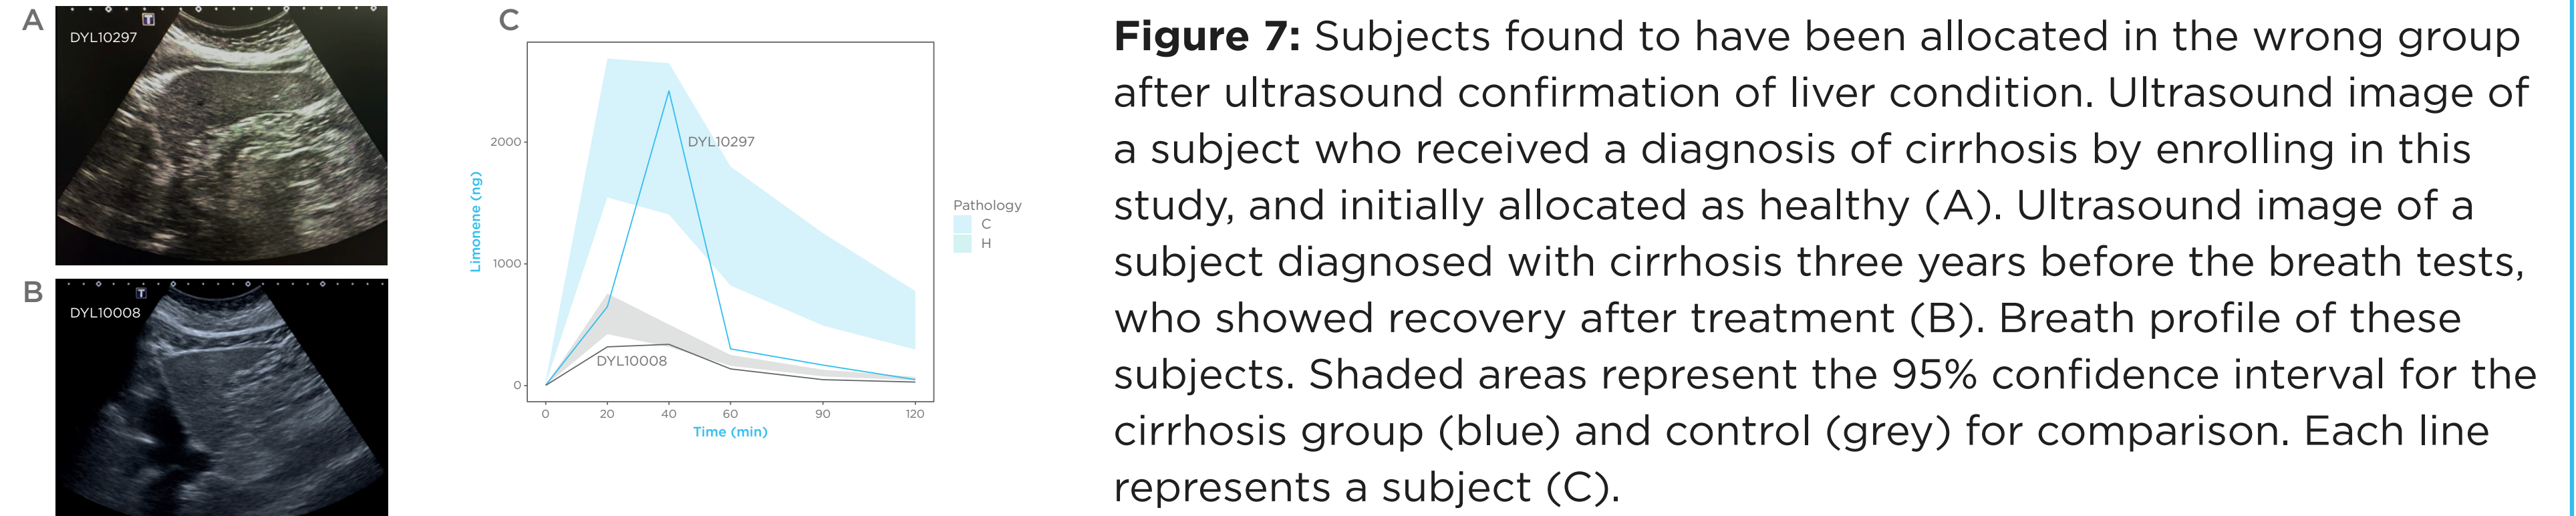 A
T
DYL10297
B
T
DYL10008
C
2000
1000
0
Limonene (ng)
DYL10297
DYL10008
0 20 40 60 90 120
Time (min)
Pathology
C
H
Figure 7: Subjects found to have been allocated in the wrong group
after ultrasound confirmation of liver condition. Ultrasound image of
a subject who received a diagnosis of cirrhosis by enrolling in this
study, and initially allocated as healthy (A). Ultrasound image of a
subject diagnosed with cirrhosis three years before the breath tests,
who showed recovery after treatment (B). Breath profile of these
subjects. Shaded areas represent the 95% confidence interval for the
cirrhosis group (blue) and control (grey) for comparison. Each line
represents a subject (C).